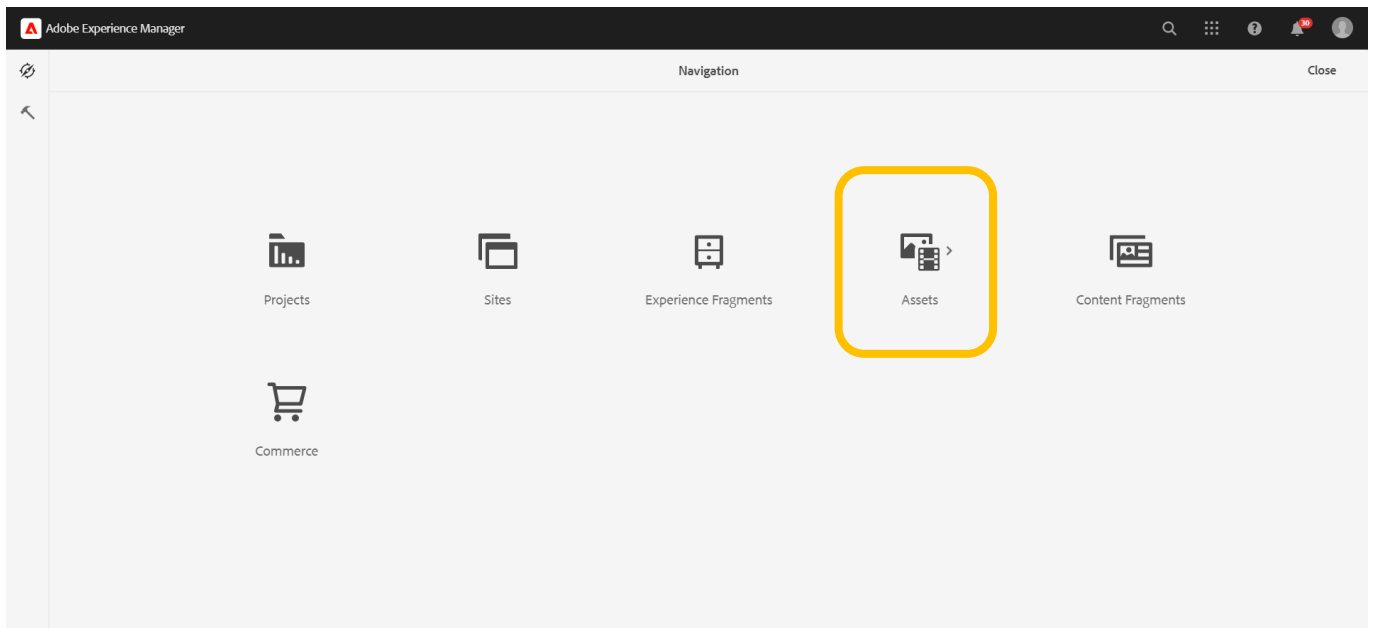 Adobe Experience Manager
30
Navigation
Close
Projects
Sites
Experience Fragments
Assets
Content Fragments
Commerce